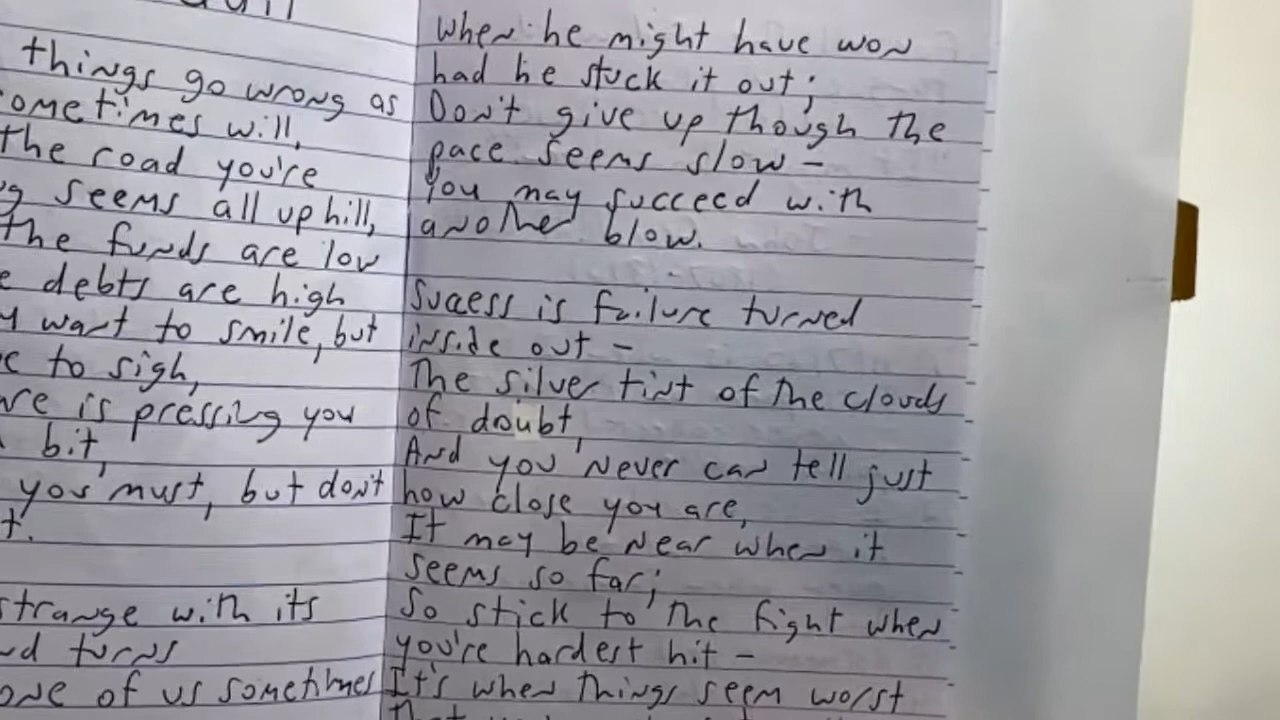 things go wrong as
ometimes will,
the road you're
g seems all up hill,
the funds are low
e debts are high
want to smile, but
e to sigh,
re is pressing you
bit,
you must, but don't
t.
strange with its
nd turns
one of us sometimes
When he might have won
had he stuck it out;
Don't give up though the
pace seems slow -
You may succeed with
another blow.
Success is failure turned
inside out -
The silver tint of the clouds
of doubt,
And you never can tell just
how close you are,
It may be near when it
seems so far;
So stick to the fight when
you're hardest hit -
It's when things seem worst